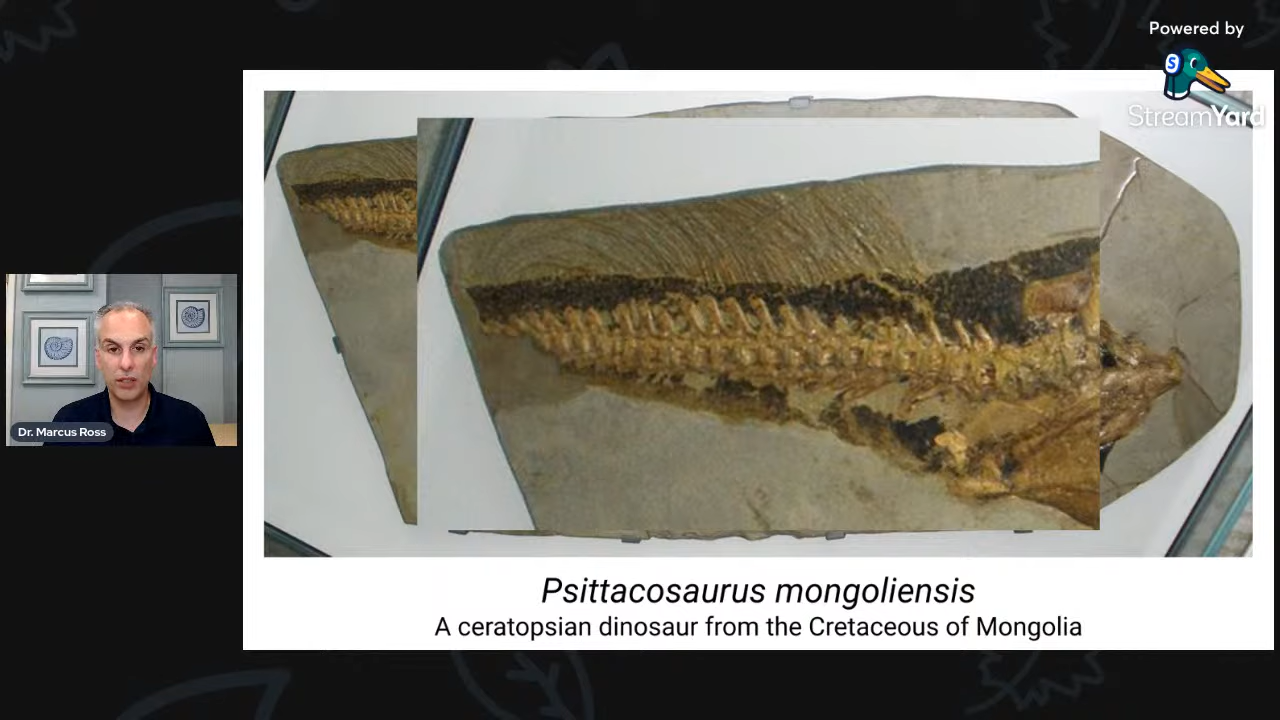 Powered by
S
StreamYard
Dr. Marcus Ross
Psittacosaurus mongoliensis
A ceratopsian dinosaur from the Cretaceous of Mongolia